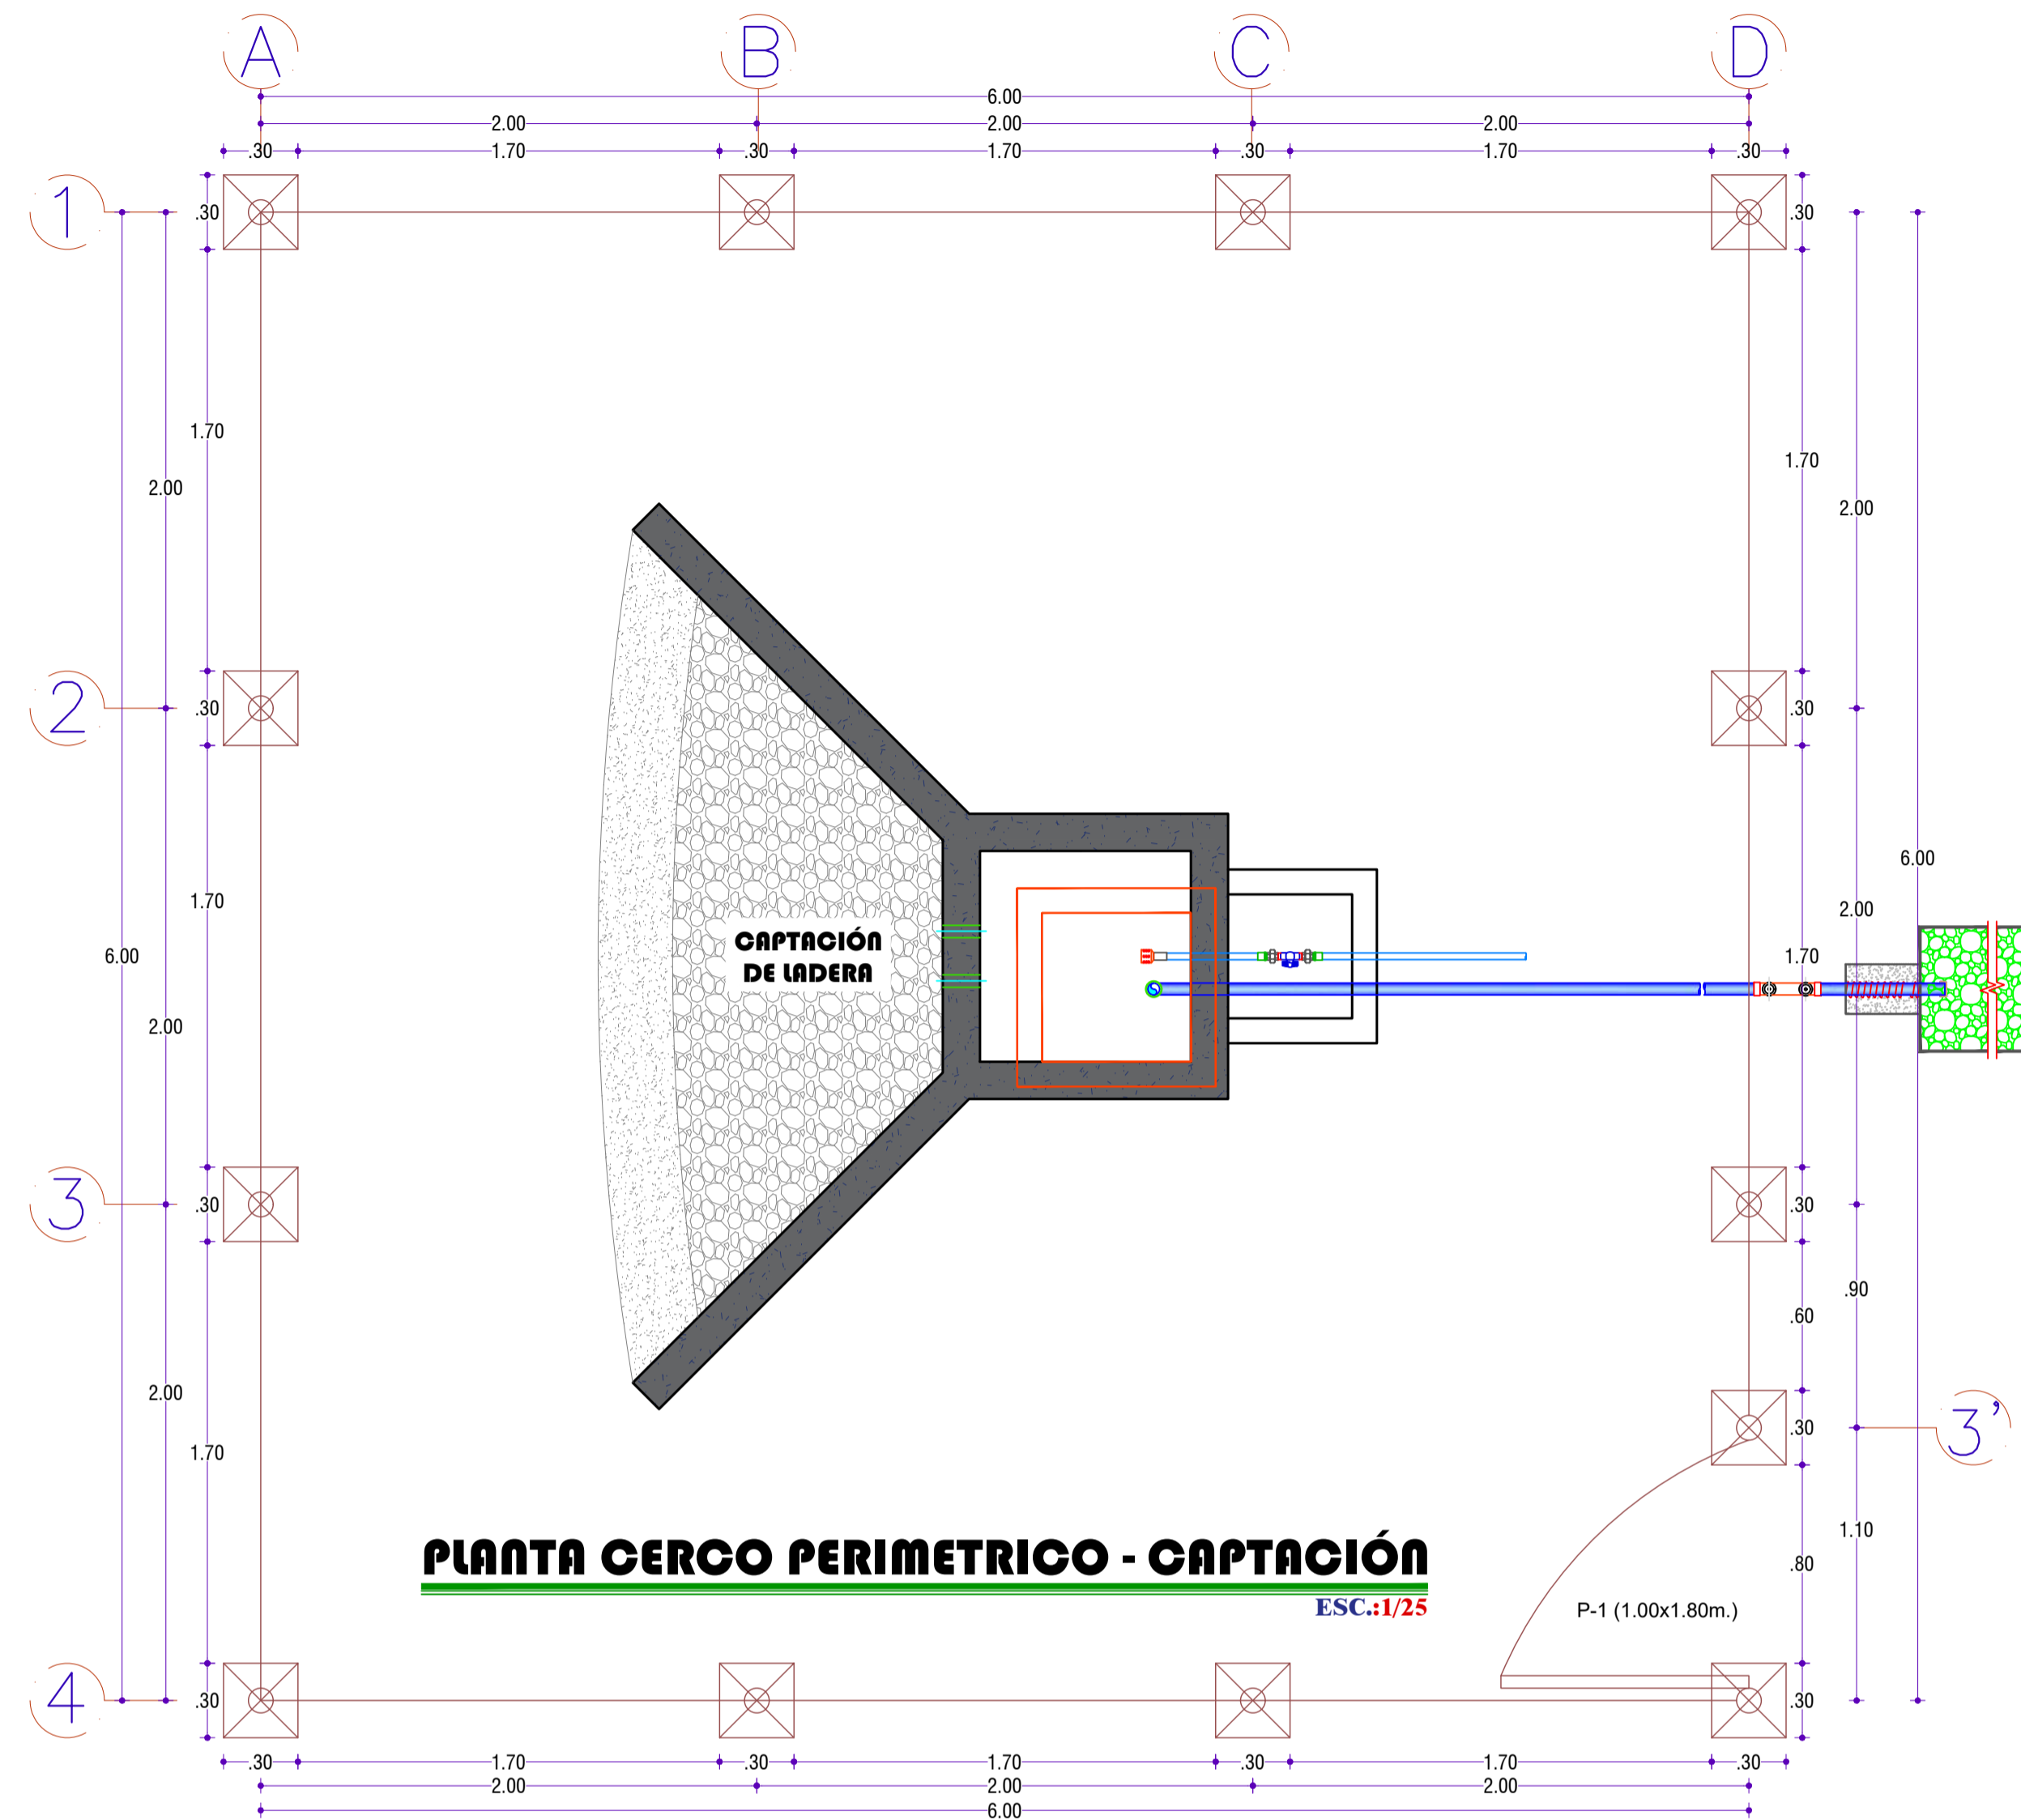 A B C D
6.00
2.00 2.00 2.00
.30 1.70 .30 1.70 .30 1.70 .30
1
.30 .30
1.70
1.70
2.00
2.00
2
.30 .30
6.00
1.70
2.00
CAPTACIÓN
6.00
1.70
DE LADERA
2.00
3
.30 .30
.90
.60
2.00
.30
3'
1.70
1.10
PLANTA CERCO PERIMETRICO - CAPTACIÓN
.80
ESC.:1/25
P-1 (1.00x1.80m.)
4
.30 .30
.30 1.70 .30 1.70 .30 1.70 .30
2.00 2.00 2.00
6.00